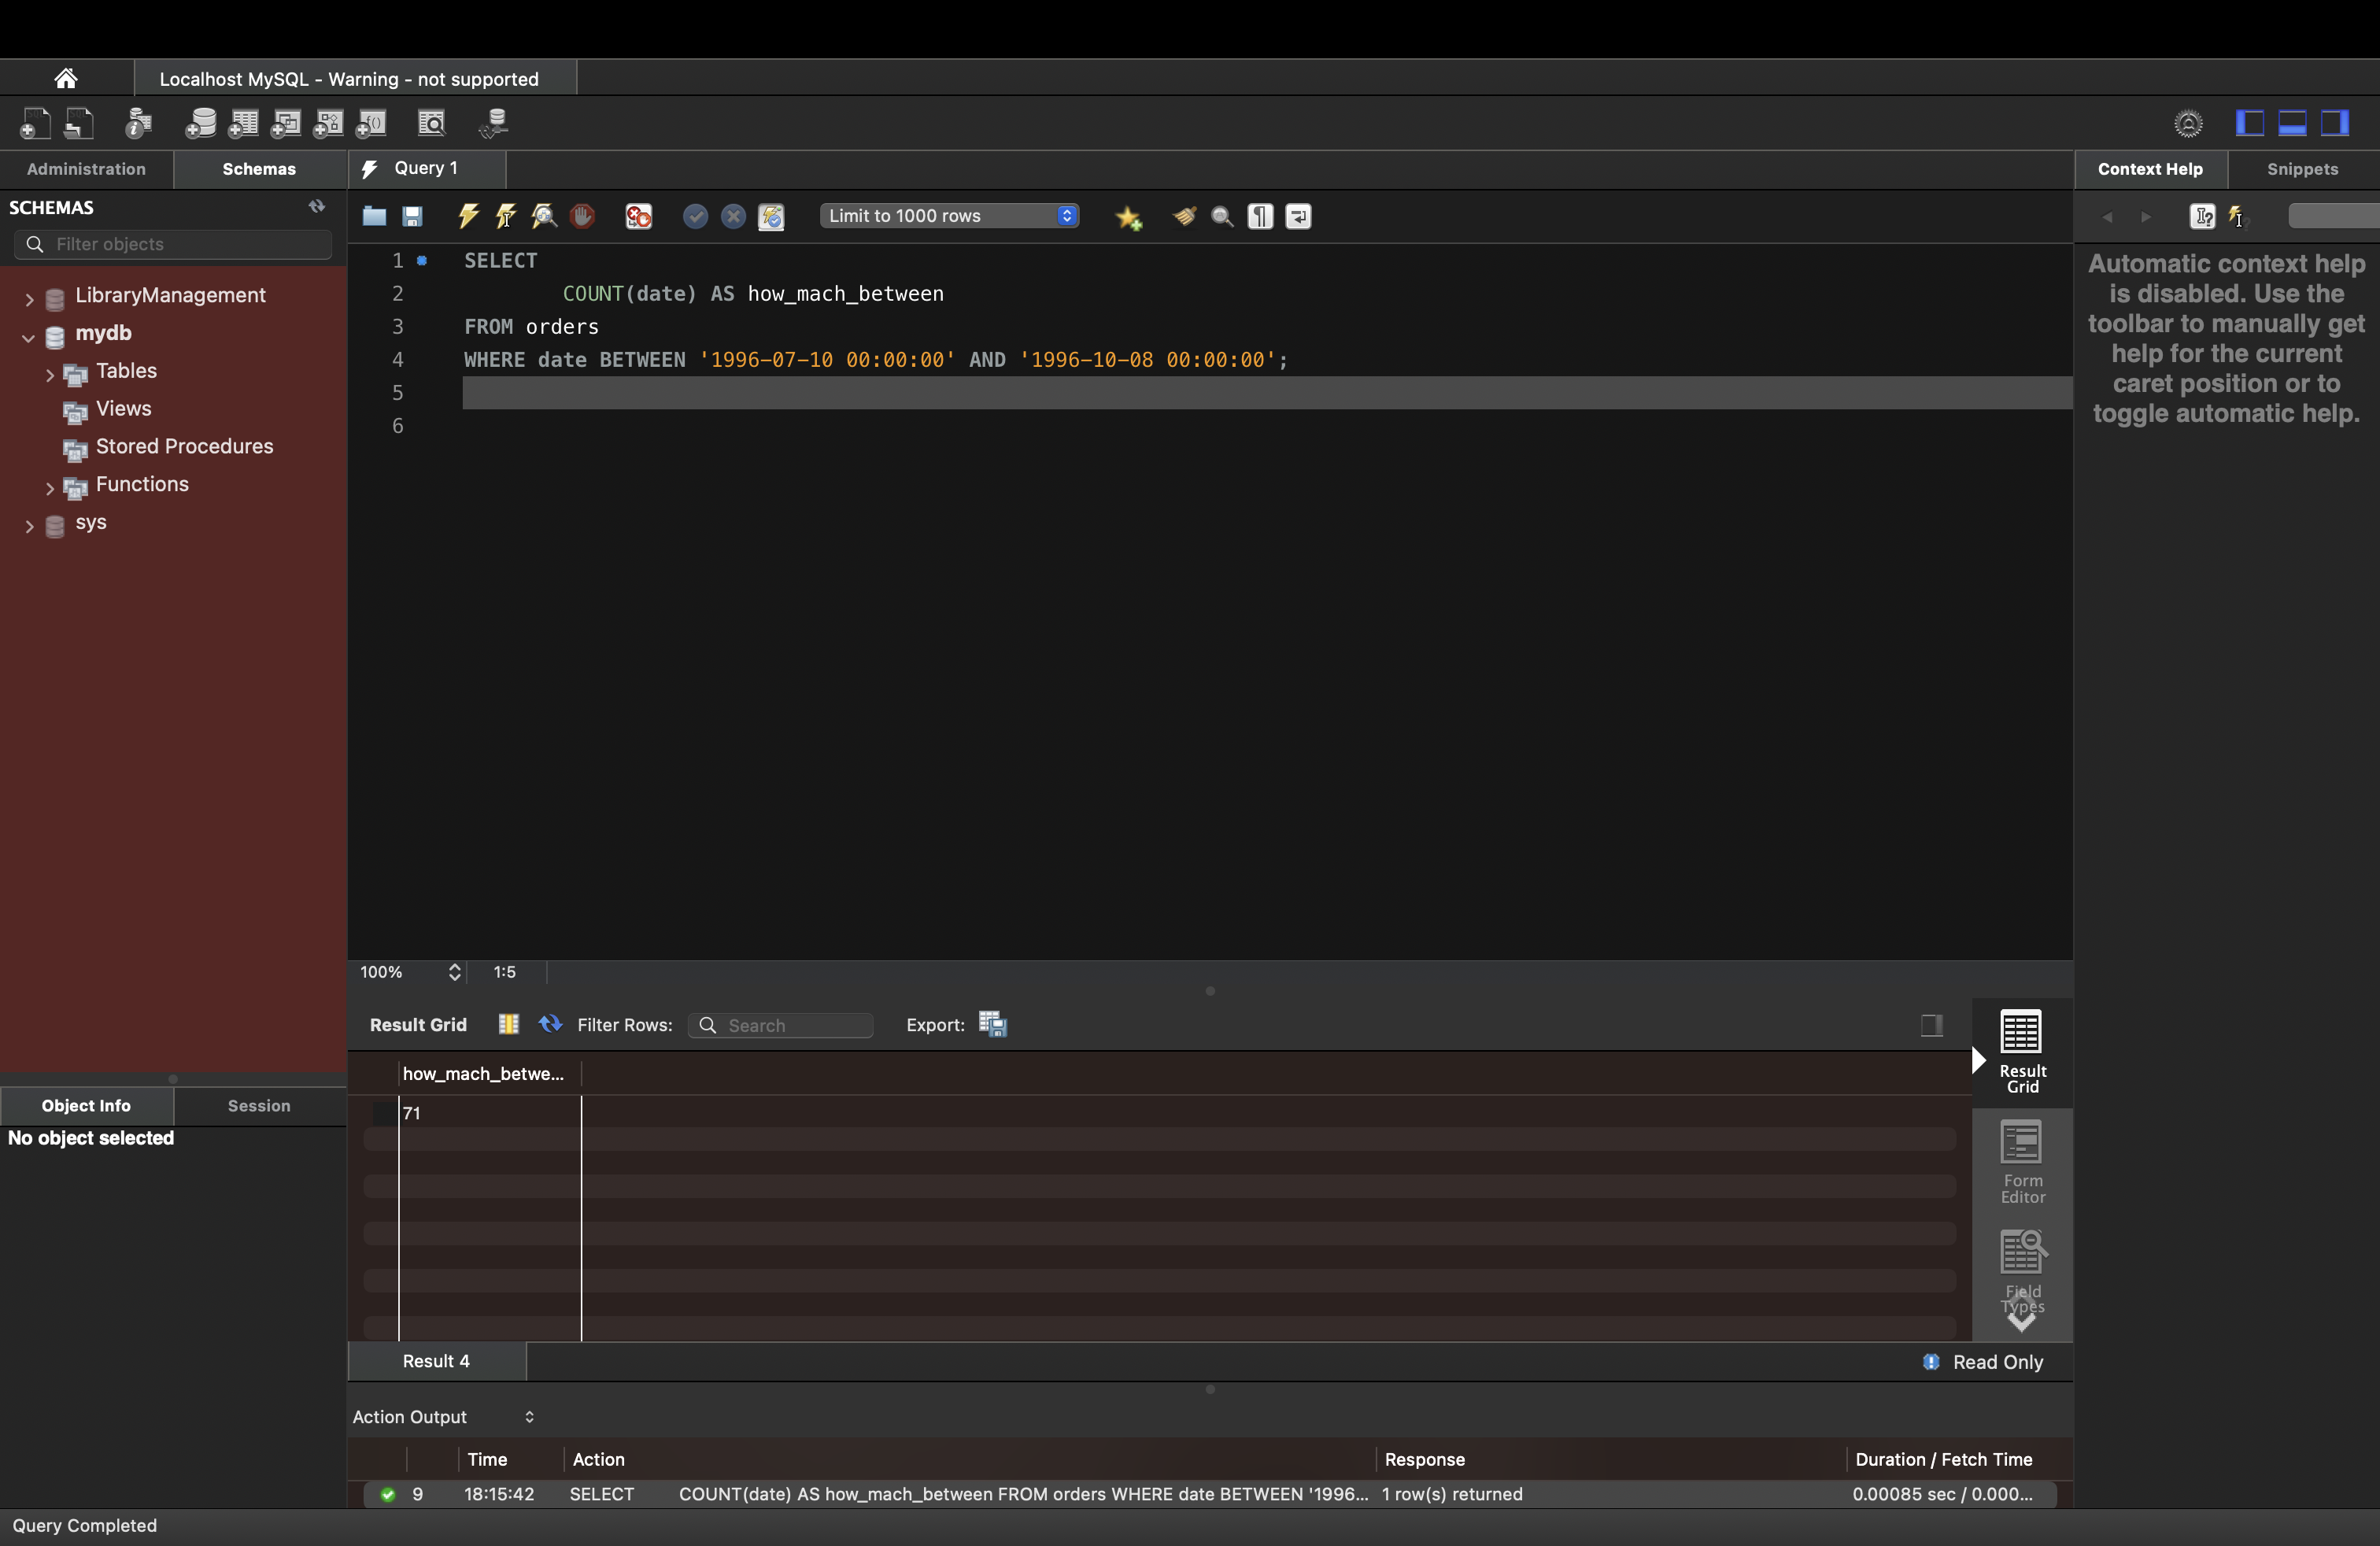 Localhost MySQL - Warning - not supported
Administration
Schemas
Query 1
Context Help
Snippets
SCHEMAS
Filter objects
Limit to 1000 rows
LibraryManagement
mydb
Tables
Views
Stored Procedures
Functions
sys
1 SELECT
2 COUNT(date) AS how_mach_between
3 FROM orders
4 WHERE date BETWEEN '1996-07-10 00:00:00' AND '1996-10-08 00:00:00';
5
6
Automatic context help
is disabled. Use the
toolbar to manually get
help for the current
caret position or to
toggle automatic help.
100% 1:5
Result Grid Filter Rows: Search Export:
how_mach_betwe...
71
Result
Grid
Form
Editor
Field
Types
Object Info
Session
No object selected
Result 4
Read Only
Action Output
Time Action Response Duration / Fetch Time
9 18:15:42 SELECT COUNT(date) AS how_mach_between FROM orders WHERE date BETWEEN '1996... 1 row(s) returned 0.00085 sec / 0.000...
Query Completed